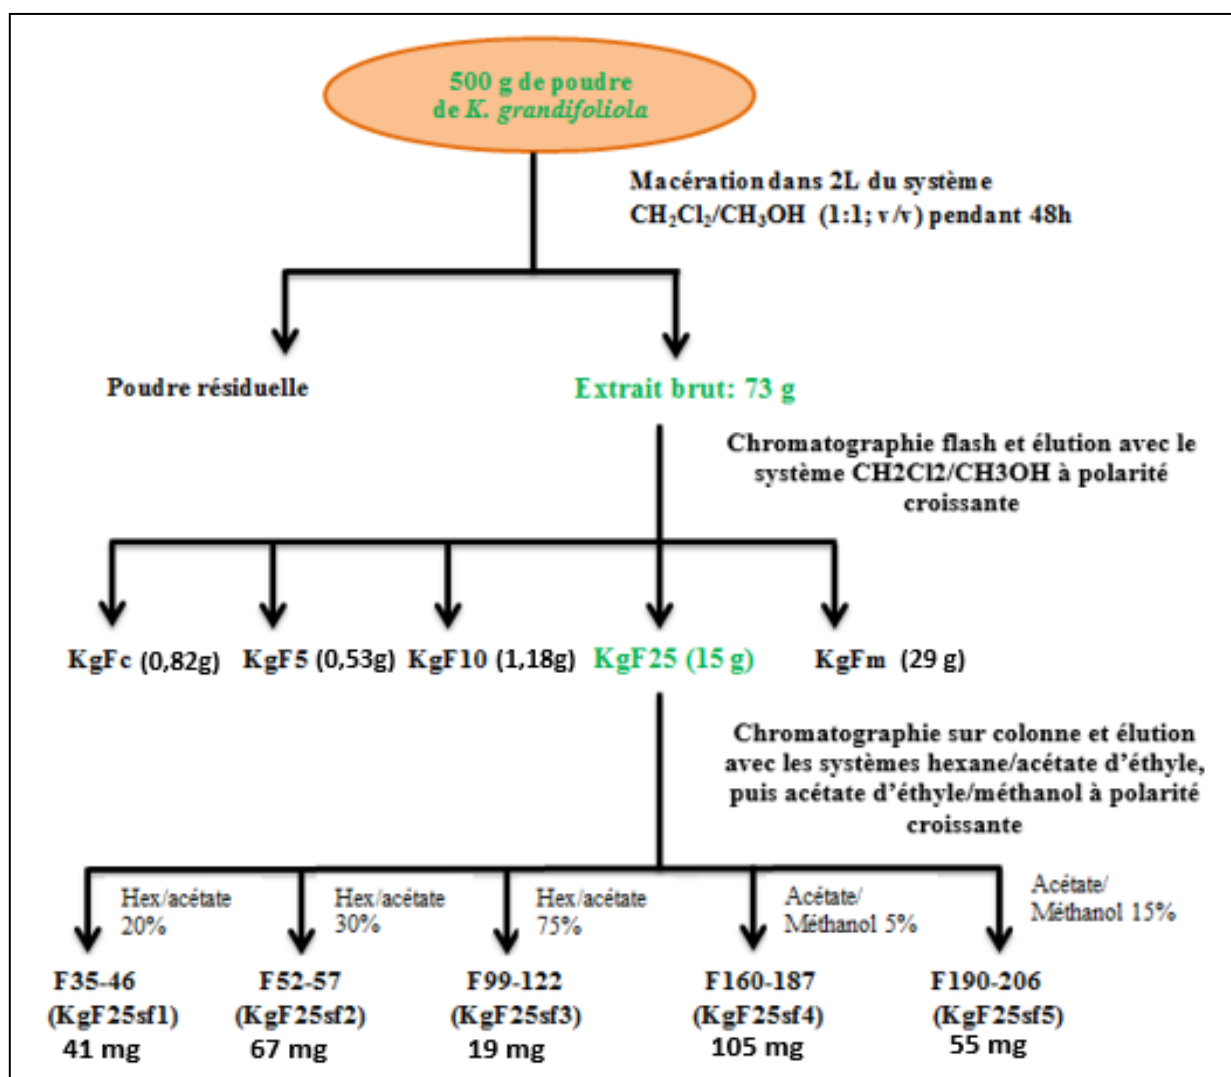 500 g de poudre
de K. grandifoliola
Macération dans 2L du système
CH₂Cl₂/CH₃OH (1:1; v/v) pendant 48h
Poudre résiduelle
Extrait brut: 73 g
Chromatographie flash et élution avec le
système CH2Cl2/CH3OH à polarité
croissante
KgFc (0,82g)
KgF5 (0,53g)
KgF10 (1,18g)
KgF25 (15 g)
KgFm (29 g)
Chromatographie sur colonne et élution
avec les systèmes hexane/acétate d’éthyle,
puis acétate d’éthyle/méthanol à polarité
croissante
Hex/acétate
20%
Hex/acétate
30%
Hex/acétate
75%
Acétate/
Méthanol 5%
Acétate/
Méthanol 15%
F35-46
(KgF25sf1)
41 mg
F52-57
(KgF25sf2)
67 mg
F99-122
(KgF25sf3)
19 mg
F160-187
(KgF25sf4)
105 mg
F190-206
(KgF25sf5)
55 mg